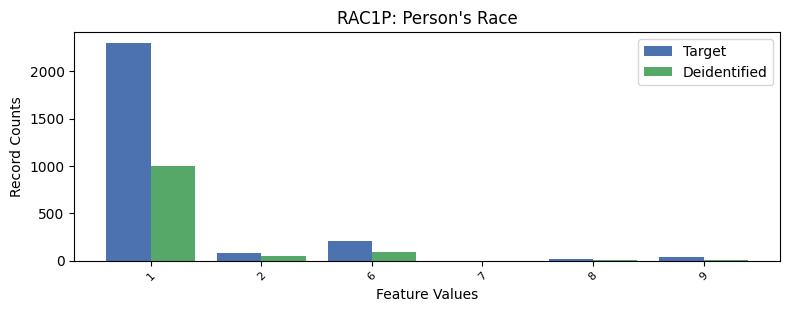 RAC1P: Person's Race
Target
Deidentified
Record Counts
2000
1500
1000
500
0
1 2 6 7 8 9
Feature Values